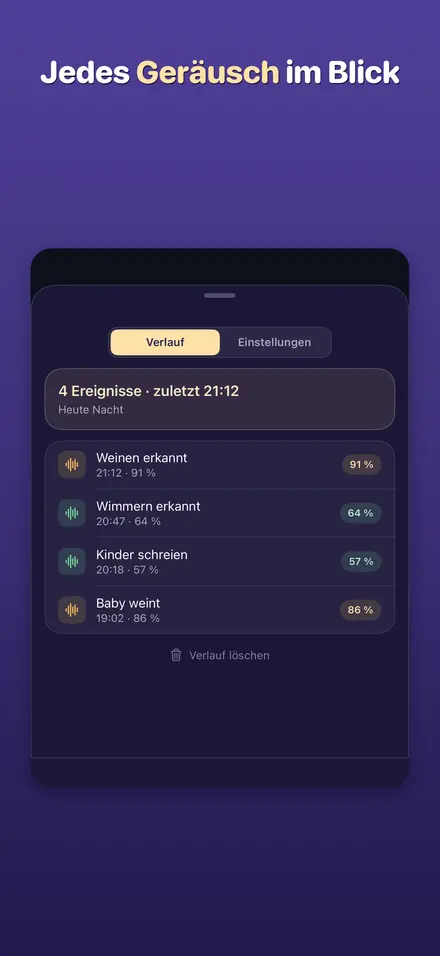 Jedes Geräusch im Blick
Verlauf
Einstellungen
4 Ereignisse · zuletzt 21:12
Heute Nacht
Weinen erkannt
21:12 · 91 %
91 %
Wimmern erkannt
20:47 · 64 %
64 %
Kinder schreien
20:18 · 57 %
57 %
Baby weint
19:02 · 86 %
86 %
Verlauf löschen